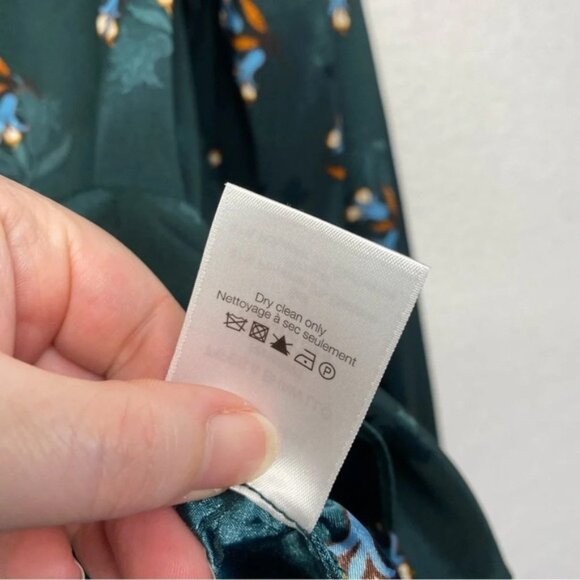 Dry clean only
Nettoyage à sec seulement
P